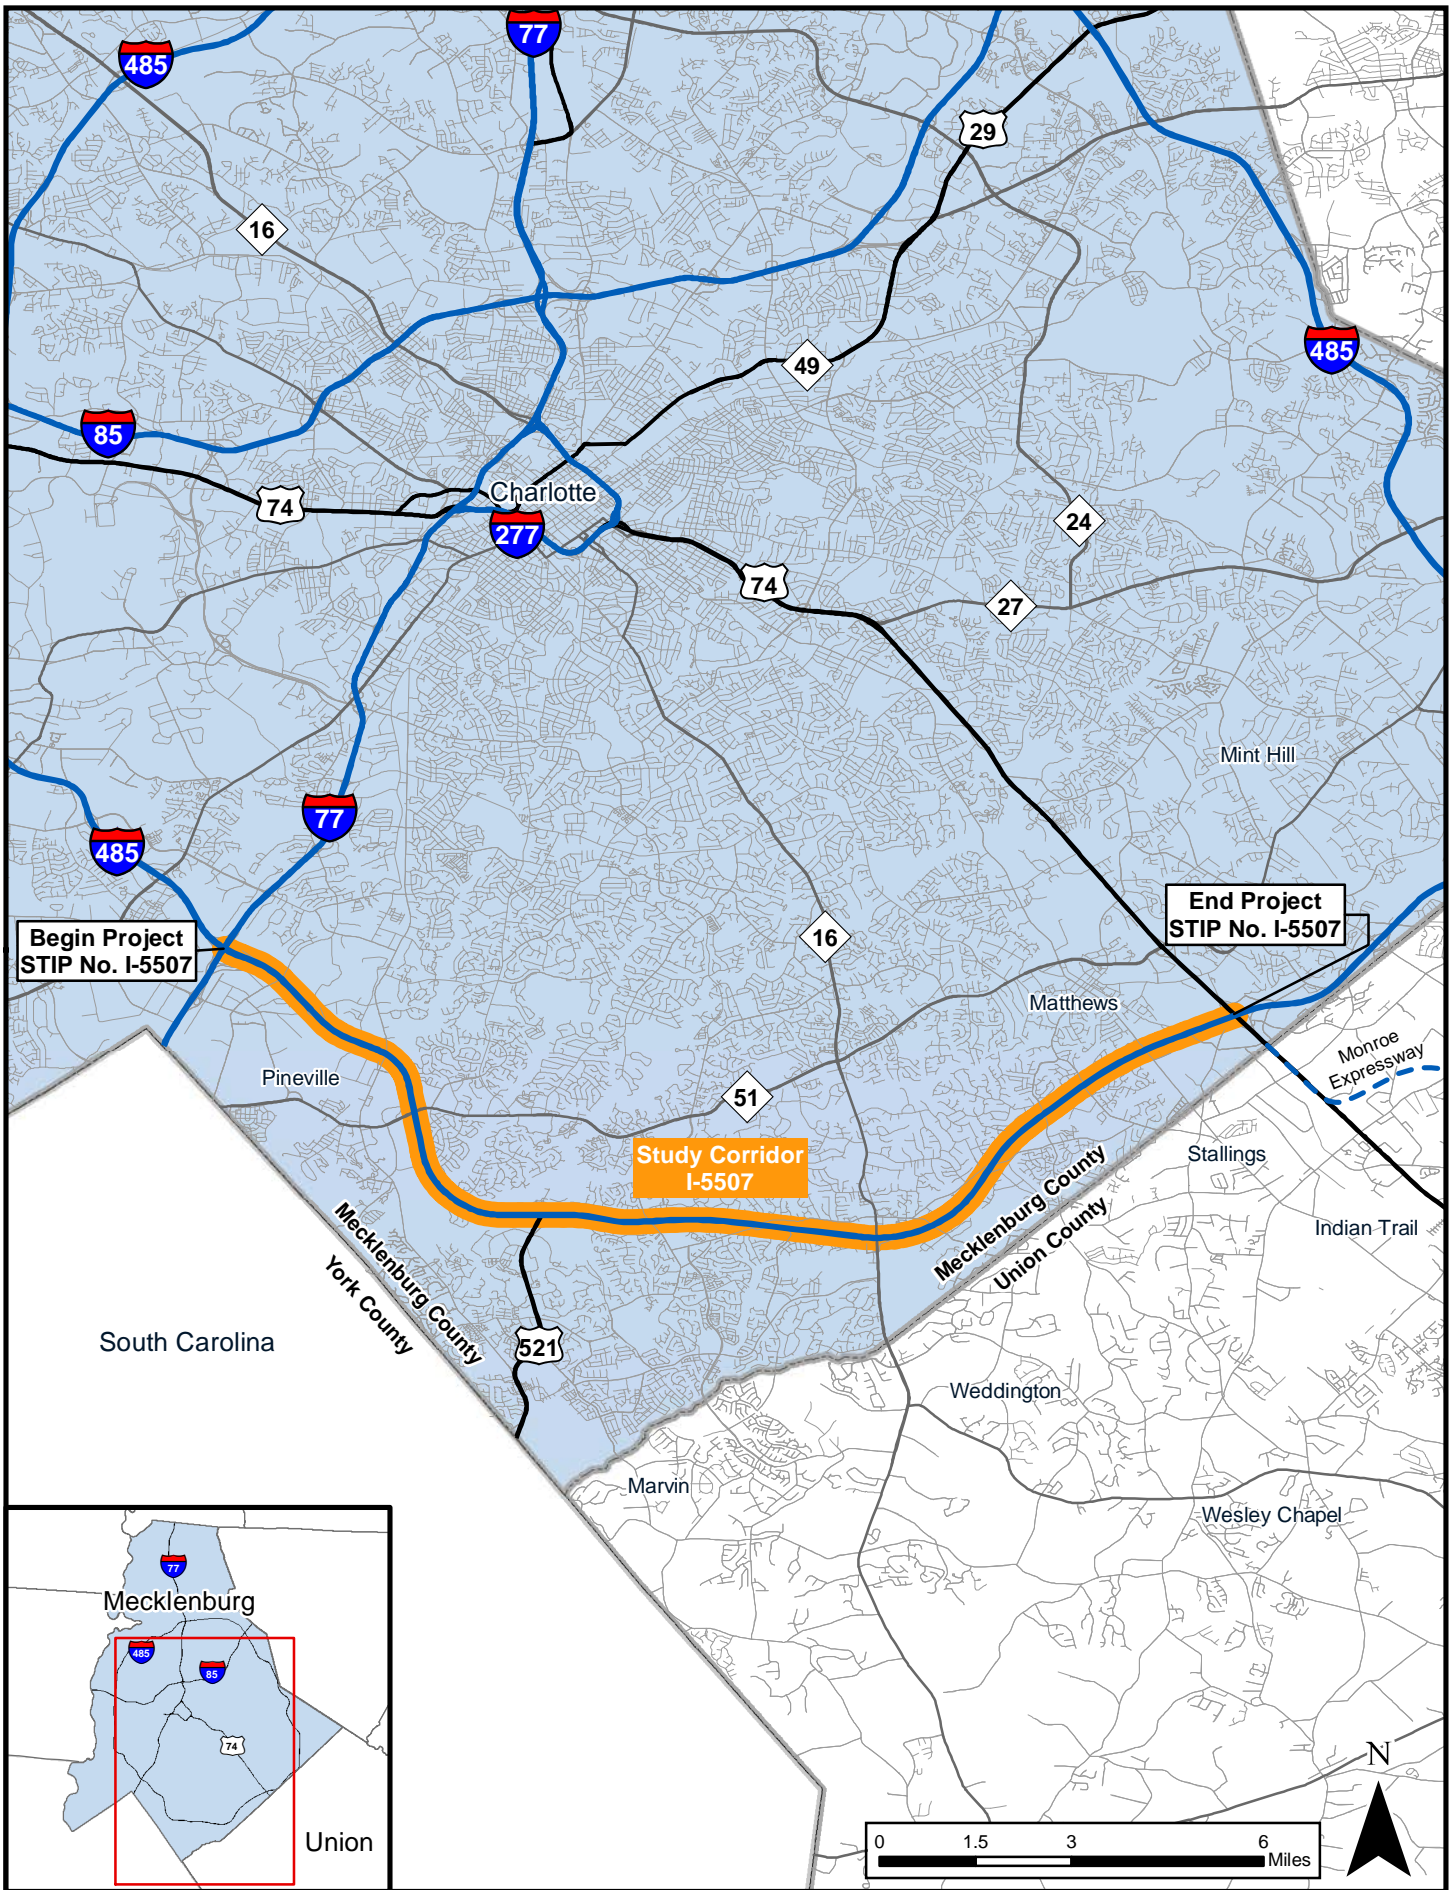 77
485
29
16
485
49
85
Charlotte
74
277
24
74
27
Mint Hill
77
485
End Project
STIP No. I-5507
Begin Project
STIP No. I-5507
16
Matthews
Monroe
Expressway
Pineville
51
Study Corridor
I-5507
Stallings
Mecklenburg County
Union County
Indian Trail
Mecklenburg County
York County
South Carolina
521
Weddington
Marvin
Wesley Chapel
77
Mecklenburg
485
85
74
Union
N
0 1.5 3 6
Miles